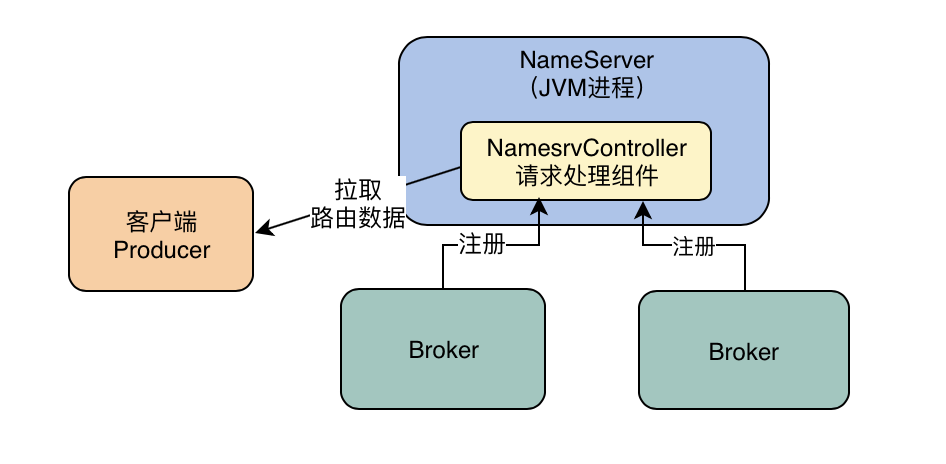 NameServer
（JVM进程）
NamesrvController
请求处理组件
拉取
路由数据
客户端
Producer
注册
注册
Broker
Broker